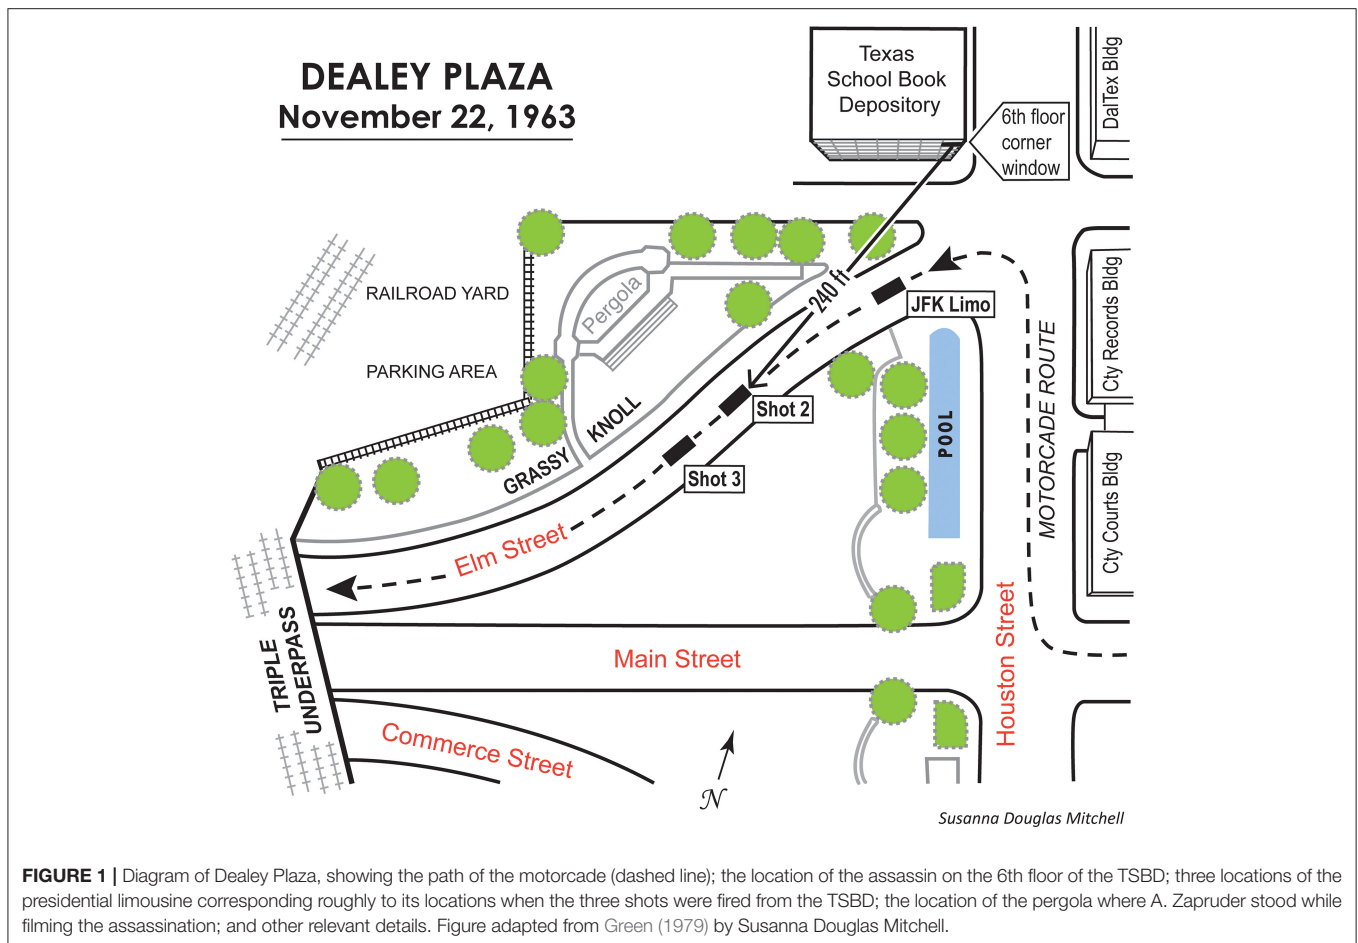 DEALEY PLAZA
November 22, 1963
Texas
School Book
Depository
6th floor
corner
window
DalTex Bldg
RAILROAD YARD
PARKING AREA
Pergola
240 ft
JFK Limo
Cty Records Bldg
MOTORCADE ROUTE
Shot 2
KNOLL
GRASSY
Shot 3
POOL
Cty Courts Bldg
Elm Street
TRIPLE
UNDERPASS
Main Street
Houston Street
Commerce Street
N
Susanna Douglas Mitchell
FIGURE 1 | Diagram of Dealey Plaza, showing the path of the motorcade (dashed line); the location of the assassin on the 6th floor of the TSBD; three locations of the
presidential limousine corresponding roughly to its locations when the three shots were fired from the TSBD; the location of the pergola where A. Zapruder stood while
filming the assassination; and other relevant details. Figure adapted from Green (1979) by Susanna Douglas Mitchell.